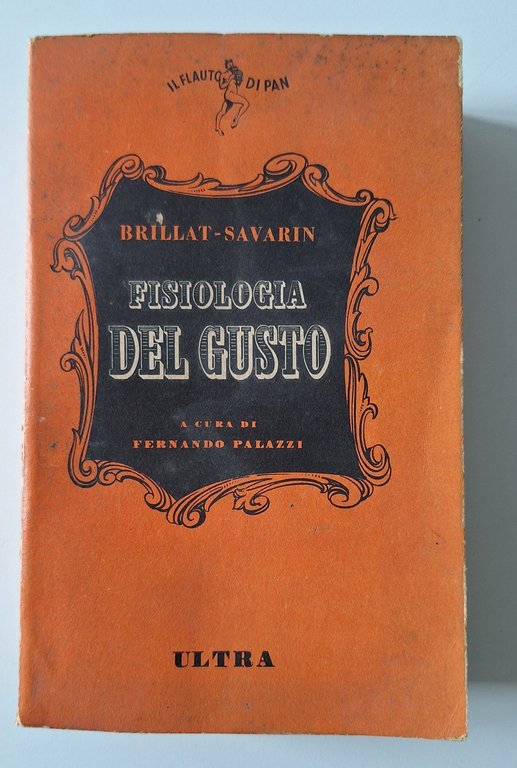 IL FLAUTO DI PAN
BRILLAT-SAVARIN
FISIOLOGIA
DEL GUSTO
A CURA DI
FERNANDO PALAZZI
ULTRA